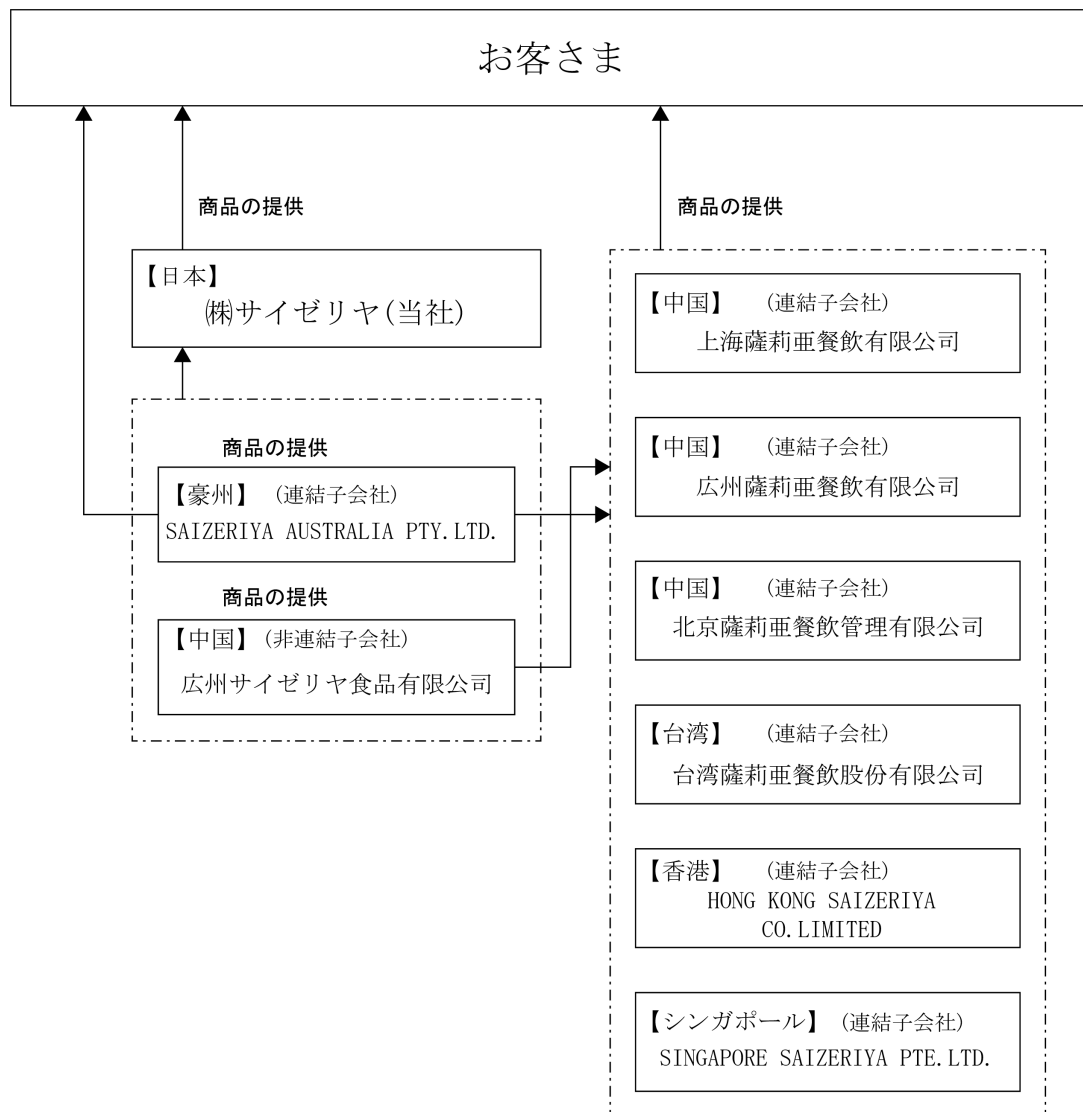 お客さま
商品の提供
商品の提供
【日本】
㈱サイゼリヤ(当社)
商品の提供
【豪州】 (連結子会社)
SAIZERIYA AUSTRALIA PTY.LTD.
商品の提供
【中国】 (非連結子会社)
広州サイゼリヤ食品有限公司
【中国】 (連結子会社)
上海薩莉亜餐飲有限公司
【中国】 (連結子会社)
広州薩莉亜餐飲有限公司
【中国】 (連結子会社)
北京薩莉亜餐飲管理有限公司
【台湾】 (連結子会社)
台湾薩莉亜餐飲股份有限公司
【香港】 (連結子会社)
HONG KONG SAIZERIYA
CO.LIMITED
【シンガポール】 (連結子会社)
SINGAPORE SAIZERIYA PTE.LTD.